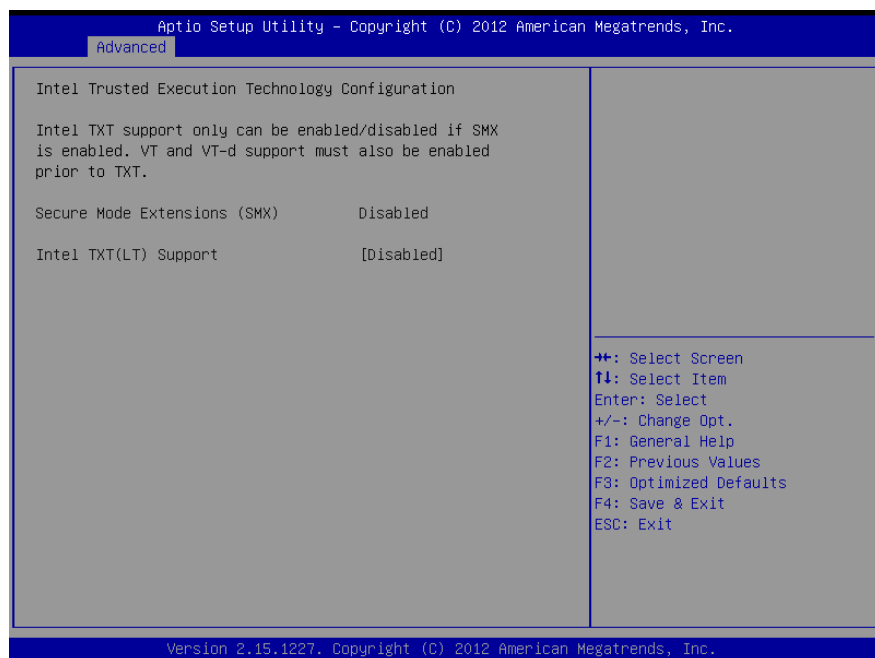 Aptio Setup Utility – Copyright (C) 2012 American Megatrends, Inc.
Advanced
Intel Trusted Execution Technology Configuration
Intel TXT support only can be enabled/disabled if SMX
is enabled. VT and VT-d support must also be enabled
prior to TXT.
Secure Mode Extensions (SMX) Disabled
Intel TXT(LT) Support [Disabled]
→←: Select Screen
↑↓: Select Item
Enter: Select
+/-: Change Opt.
F1: General Help
F2: Previous Values
F3: Optimized Defaults
F4: Save & Exit
ESC: Exit
Version 2.15.1227. Copyright (C) 2012 American Megatrends, Inc.